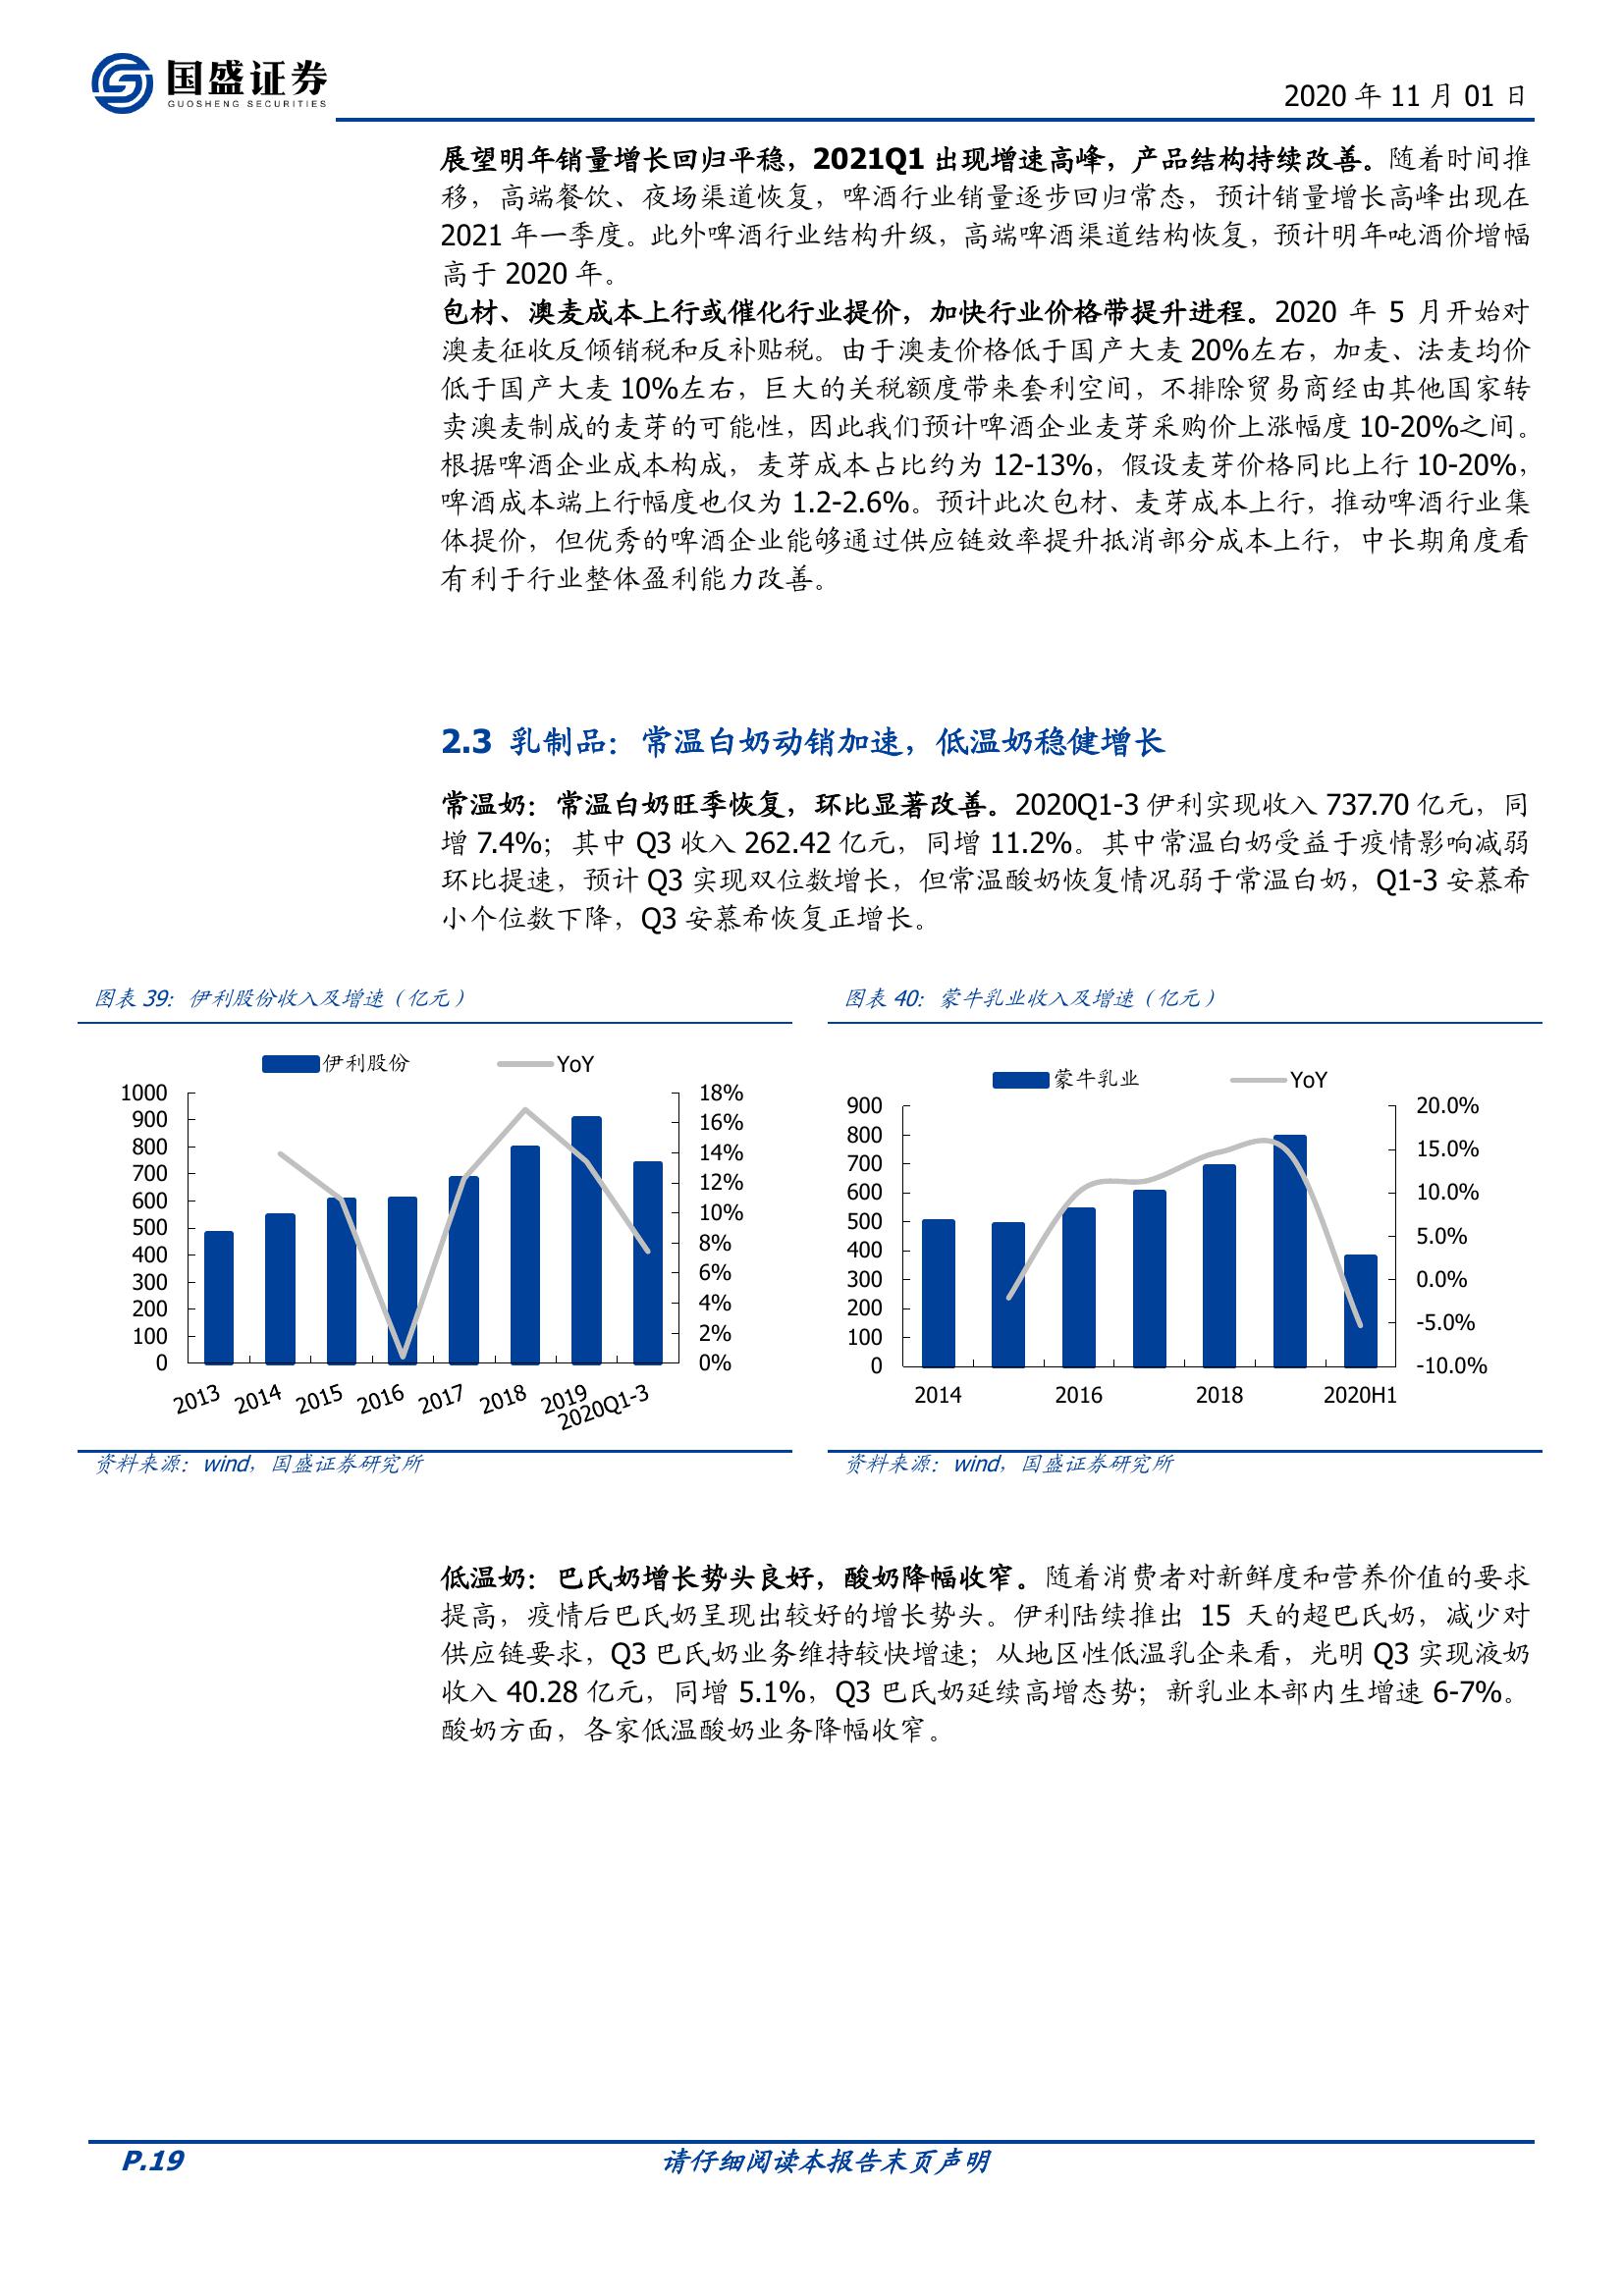 国盛证券
GUOSHENG SECURITIES
2020 年 11 月 01 日
展望明年销量增长回归平稳，2021Q1 出现增速高峰，产品结构持续改善。随着时间推
移，高端餐饮、夜场渠道恢复，啤酒行业销量逐步回归常态，预计销量增长高峰出现在
2021 年一季度。此外啤酒行业结构升级，高端啤酒渠道结构恢复，预计明年吨酒价增幅
高于 2020 年。
包材、澳麦成本上行或催化行业提价，加快行业价格带提升进程。2020 年 5 月开始对
澳麦征收反倾销税和反补贴税。由于澳麦价格低于国产大麦 20%左右，加麦、法麦均价
低于国产大麦 10%左右，巨大的关税额度带来套利空间，不排除贸易商经由其他国家转
卖澳麦制成的麦芽的可能性，因此我们预计啤酒企业麦芽采购价上涨幅度 10-20%之间。
根据啤酒企业成本构成，麦芽成本占比约为 12-13%，假设麦芽价格同比上行 10-20%，
啤酒成本端上行幅度也仅为 1.2-2.6%。预计此次包材、麦芽成本上行，推动啤酒行业集
体提价，但优秀的啤酒企业能够通过供应链效率提升抵消部分成本上行，中长期角度看
有利于行业整体盈利能力改善。
2.3 乳制品：常温白奶动销加速，低温奶稳健增长
常温奶：常温白奶旺季恢复，环比显著改善。2020Q1-3 伊利实现收入 737.70 亿元，同
增 7.4%；其中 Q3 收入 262.42 亿元，同增 11.2%。其中常温白奶受益于疫情影响减弱
环比提速，预计 Q3 实现双位数增长，但常温酸奶恢复情况弱于常温白奶，Q1-3 安慕希
小个位数下降，Q3 安慕希恢复正增长。
图表 39：伊利股份收入及增速（亿元）
伊利股份 YoY
1000
900
800
700
600
500
400
300
200
100
0
18%
16%
14%
12%
10%
8%
6%
4%
2%
0%
2013 2014 2015 2016 2017 2018 2019 2020Q1-3
资料来源：wind，国盛证券研究所
图表 40：蒙牛乳业收入及增速（亿元）
蒙牛乳业 YoY
900
800
700
600
500
400
300
200
100
0
20.0%
15.0%
10.0%
5.0%
0.0%
-5.0%
-10.0%
2014 2016 2018 2020H1
资料来源：wind，国盛证券研究所
低温奶：巴氏奶增长势头良好，酸奶降幅收窄。随着消费者对新鲜度和营养价值的要求
提高，疫情后巴氏奶呈现出较好的增长势头。伊利陆续推出 15 天的超巴氏奶，减少对
供应链要求，Q3 巴氏奶业务维持较快增速；从地区性低温乳企来看，光明 Q3 实现液奶
收入 40.28 亿元，同增 5.1%，Q3 巴氏奶延续高增态势；新乳业本部内生增速 6-7%。
酸奶方面，各家低温酸奶业务降幅收窄。
P.19
请仔细阅读本报告末页声明